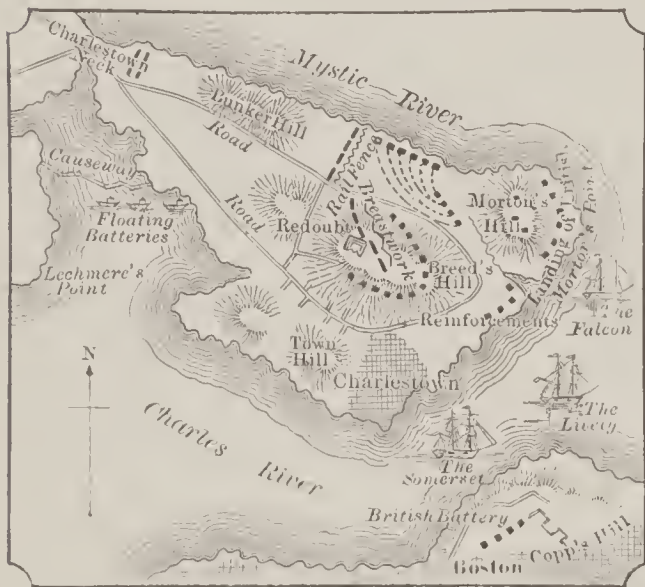 Charlestown
Neck
Mystic River
Bunker Hill
Road
Causeway
Floating
Batteries
Lechmere's
Point
Road
Rail Fence
Breastwork
Redoubt
Morton's
Hill
Landing of British
Morton's Point
Breed's
Hill
Reinforcements
The
Falcon
Town
Hill
Charlestown
N
Charles River
The
Somerset
The
Lively
British Battery
Copp's Hill
Boston